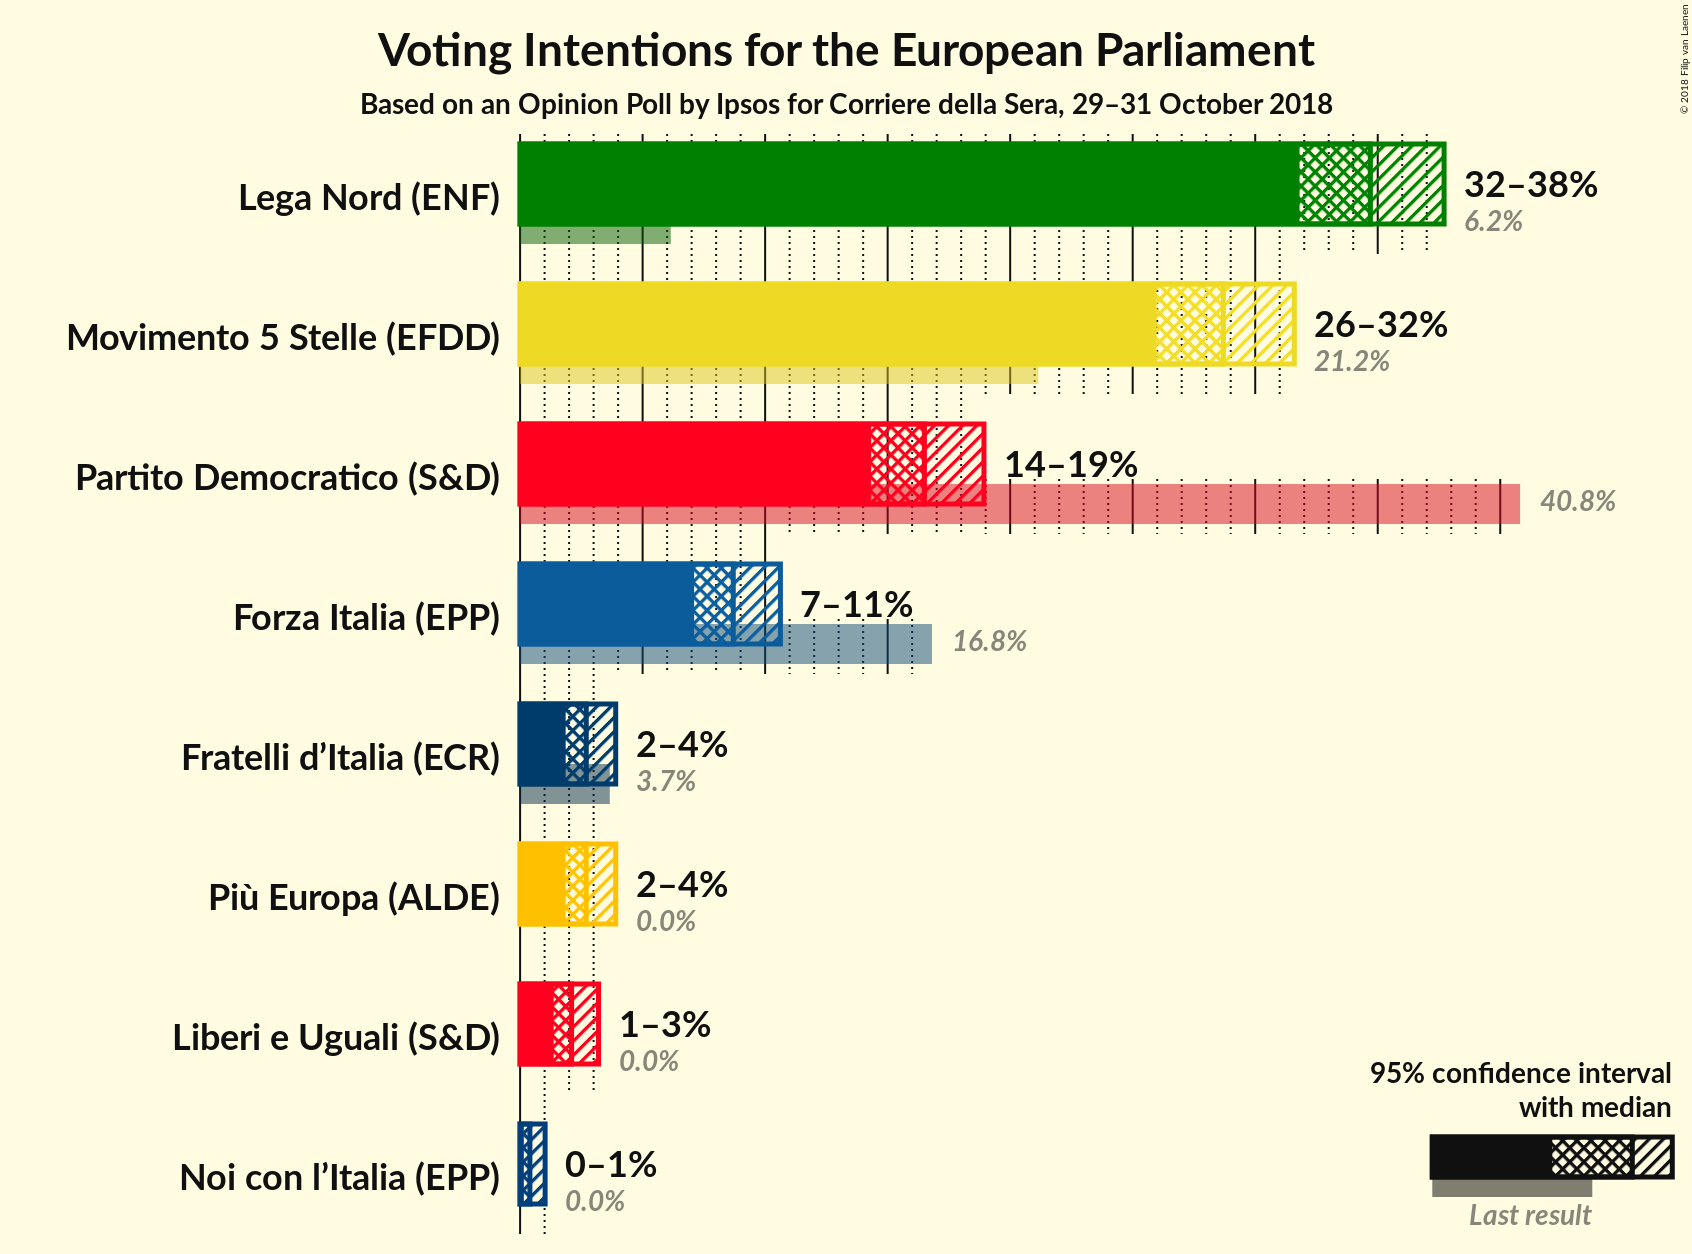 Voting Intentions for the European Parliament
Based on an Opinion Poll by Ipsos for Corriere della Sera, 29–31 October 2018
© 2018 Filip van Laenen
Lega Nord (ENF)
32–38%
6.2%
Movimento 5 Stelle (EFDD)
26–32%
21.2%
Partito Democratico (S&D)
14–19%
40.8%
Forza Italia (EPP)
7–11%
16.8%
Fratelli d’Italia (ECR)
2–4%
3.7%
Più Europa (ALDE)
2–4%
0.0%
Liberi e Uguali (S&D)
1–3%
0.0%
Noi con l’Italia (EPP)
0–1%
0.0%
95% confidence interval
with median
Last result